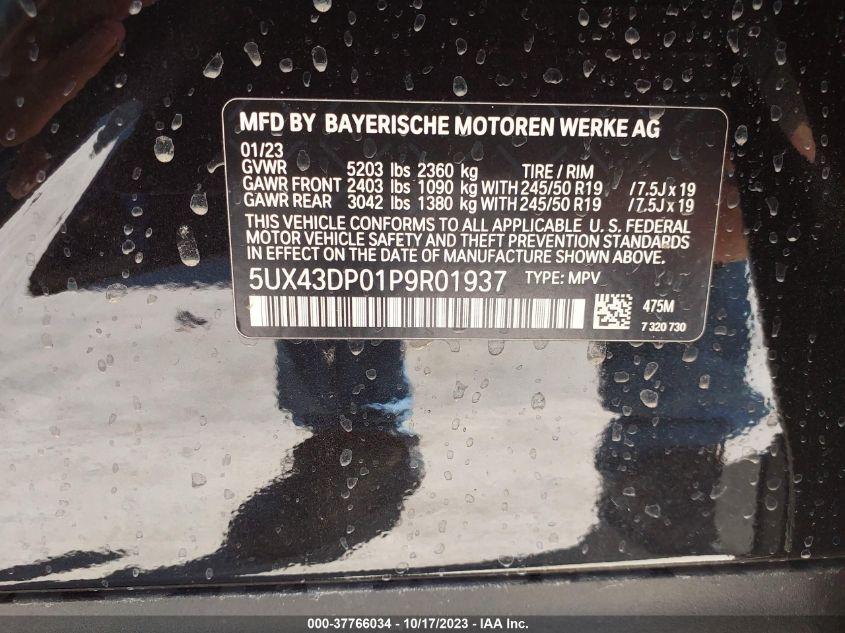 MFD BY BAYERISCHE MOTOREN WERKE AG
01/23
GVWR 5203 lbs 2360 kg TIRE / RIM
GAWR FRONT 2403 lbs 1090 kg WITH 245/50 R19 / 7.5J x 19
GAWR REAR 3042 lbs 1380 kg WITH 245/50 R19 / 7.5J x 19
THIS VEHICLE CONFORMS TO ALL APPLICABLE U. S. FEDERAL
MOTOR VEHICLE SAFETY AND THEFT PREVENTION STANDARDS
IN EFFECT ON THE DATE OF MANUFACTURE SHOWN ABOVE.
5UX43DP01P9R01937 TYPE: MPV
475M
7 320 730
000-37766034 - 10/17/2023 - IAA Inc.